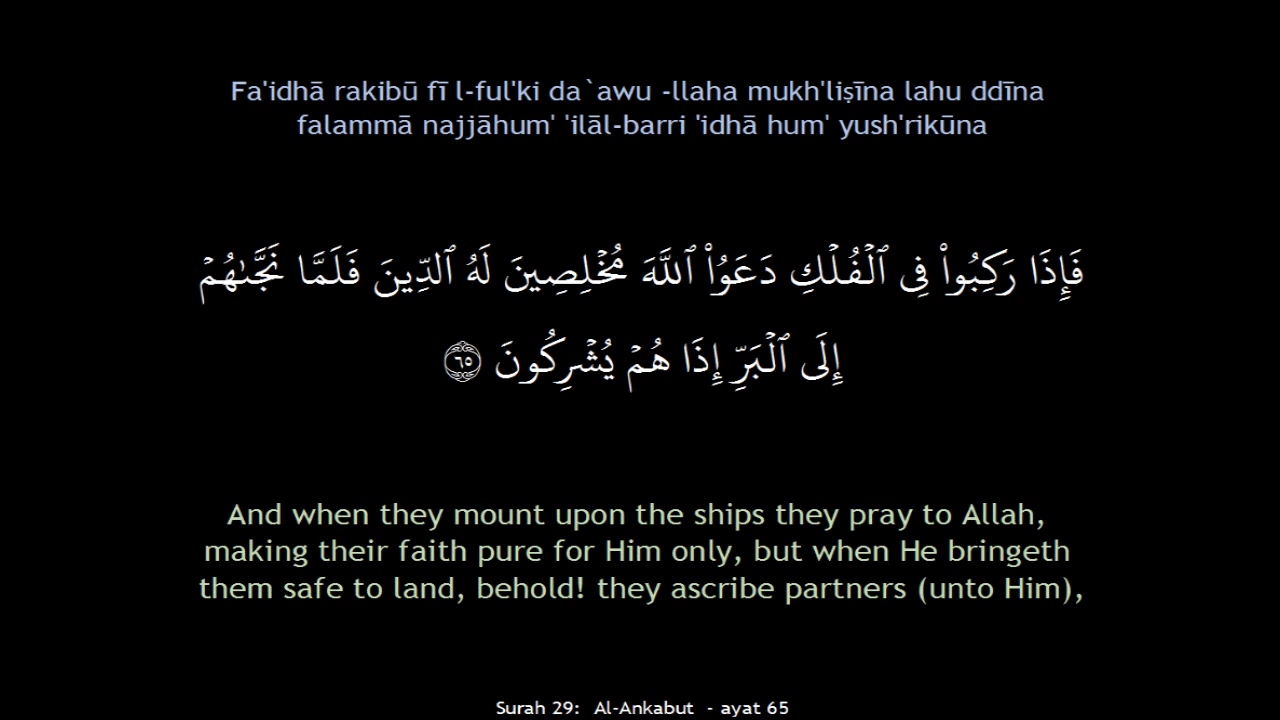 Fa'idhā rakibū fī l-ful'ki da`awu -llaha mukh'liṣīna lahu ddīna
falammā najjāhum' 'ilāl-barri 'idhā hum' yush'rikūna
فَإِذَا رَكِبُوا۟ فِى ٱلْفُلْكِ دَعَوُا۟ ٱللَّهَ مُخْلِصِينَ لَهُ ٱلدِّينَ فَلَمَّا نَجَّىٰهُمْ
إِلَى ٱلْبَرِّ إِذَا هُمْ يُشْرِكُونَ ٦٥
And when they mount upon the ships they pray to Allah,
making their faith pure for Him only, but when He bringeth
them safe to land, behold! they ascribe partners (unto Him),
Surah 29: Al-Ankabut - ayat 65